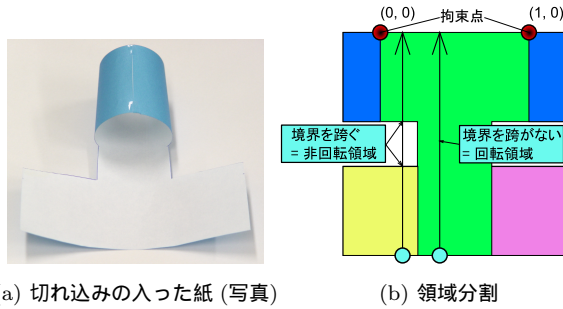 (0, 0)
拘束点
(1, 0)
境界を跨ぐ
= 非回転領域
境界を跨がない
= 回転領域
a) 切れ込みの入った紙 (写真)
(b) 領域分割